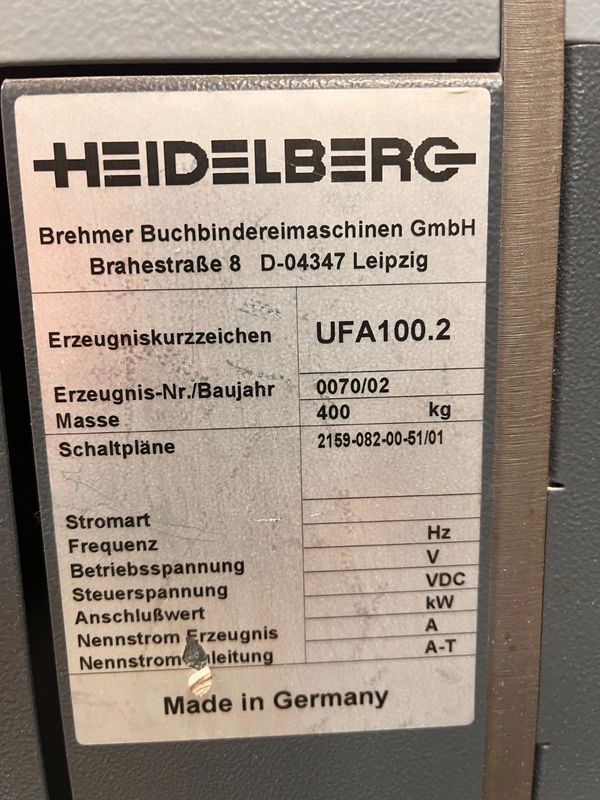 HEIDELBERG
Brehmer Buchbindereimaschinen GmbH
Brahestraße 8 D-04347 Leipzig
Erzeugniskurzzeichen UFA100.2
Erzeugnis-Nr./Baujahr 0070/02
Masse 400 kg
Schaltpläne 2159-082-00-51/01
Stromart
Frequenz Hz
Betriebsspannung V
Steuerspannung VDC
Anschlußwert kW
Nennstrom Erzeugnis A
Nennstrom A-T
Made in Germany